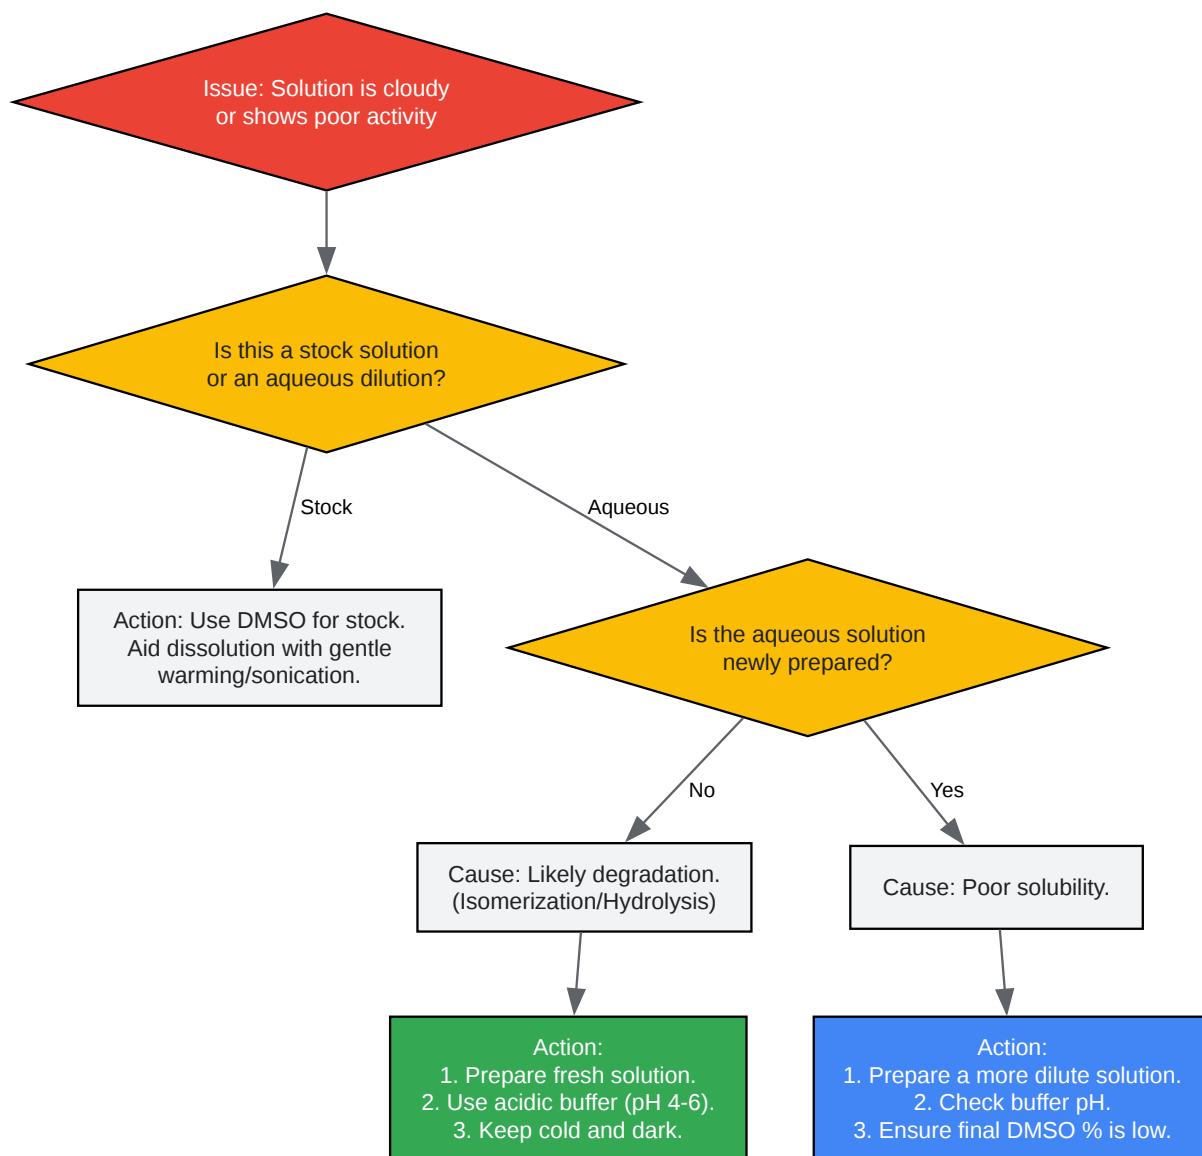 Issue: Solution is cloudy
or shows poor activity
Is this a stock solution
or an aqueous dilution?
Stock
Aqueous
Action: Use DMSO for stock.
Aid dissolution with gentle
warming/sonication.
Is the aqueous solution
newly prepared?
No
Yes
Cause: Likely degradation.
(Isomerization/Hydrolysis)
Cause: Poor solubility.
Action:
1. Prepare fresh solution.
2. Use acidic buffer (pH 4-6).
3. Keep cold and dark.
Action:
1. Prepare a more dilute solution.
2. Check buffer pH.
3. Ensure final DMSO % is low.